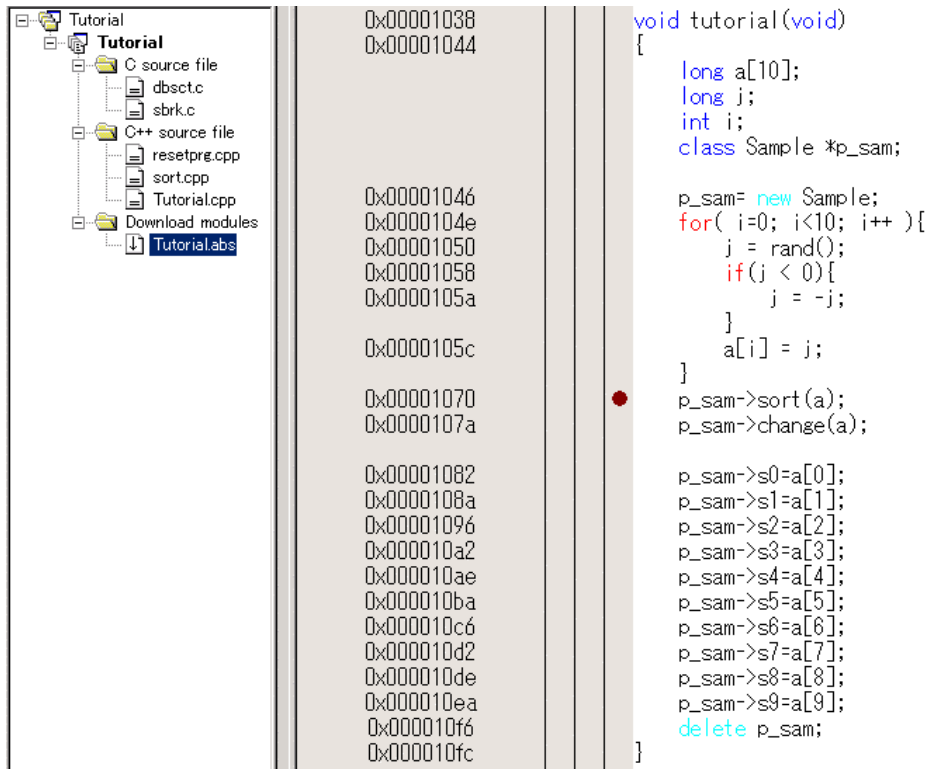 Tutorial
Tutorial
C source file
dbsct.c
sbrk.c
C++ source file
resetprg.cpp
sort.cpp
Tutorial.cpp
Download modules
Tutorial.abs
0x00001038 void tutorial(void)
0x00001044 {
long a[10];
long j;
int i;
class Sample *p_sam;
0x00001046 p_sam= new Sample;
0x0000104e for( i=0; i<10; i++ ){
0x00001050 j = rand();
0x00001058 if(j < 0){
0x0000105a j = -j;
}
0x0000105c a[i] = j;
}
0x00001070 p_sam->sort(a);
0x0000107a p_sam->change(a);
0x00001082 p_sam->s0=a[0];
0x0000108a p_sam->s1=a[1];
0x00001096 p_sam->s2=a[2];
0x000010a2 p_sam->s3=a[3];
0x000010ae p_sam->s4=a[4];
0x000010ba p_sam->s5=a[5];
0x000010c6 p_sam->s6=a[6];
0x000010d2 p_sam->s7=a[7];
0x000010de p_sam->s8=a[8];
0x000010ea p_sam->s9=a[9];
0x000010f6 delete p_sam;
0x000010fc }